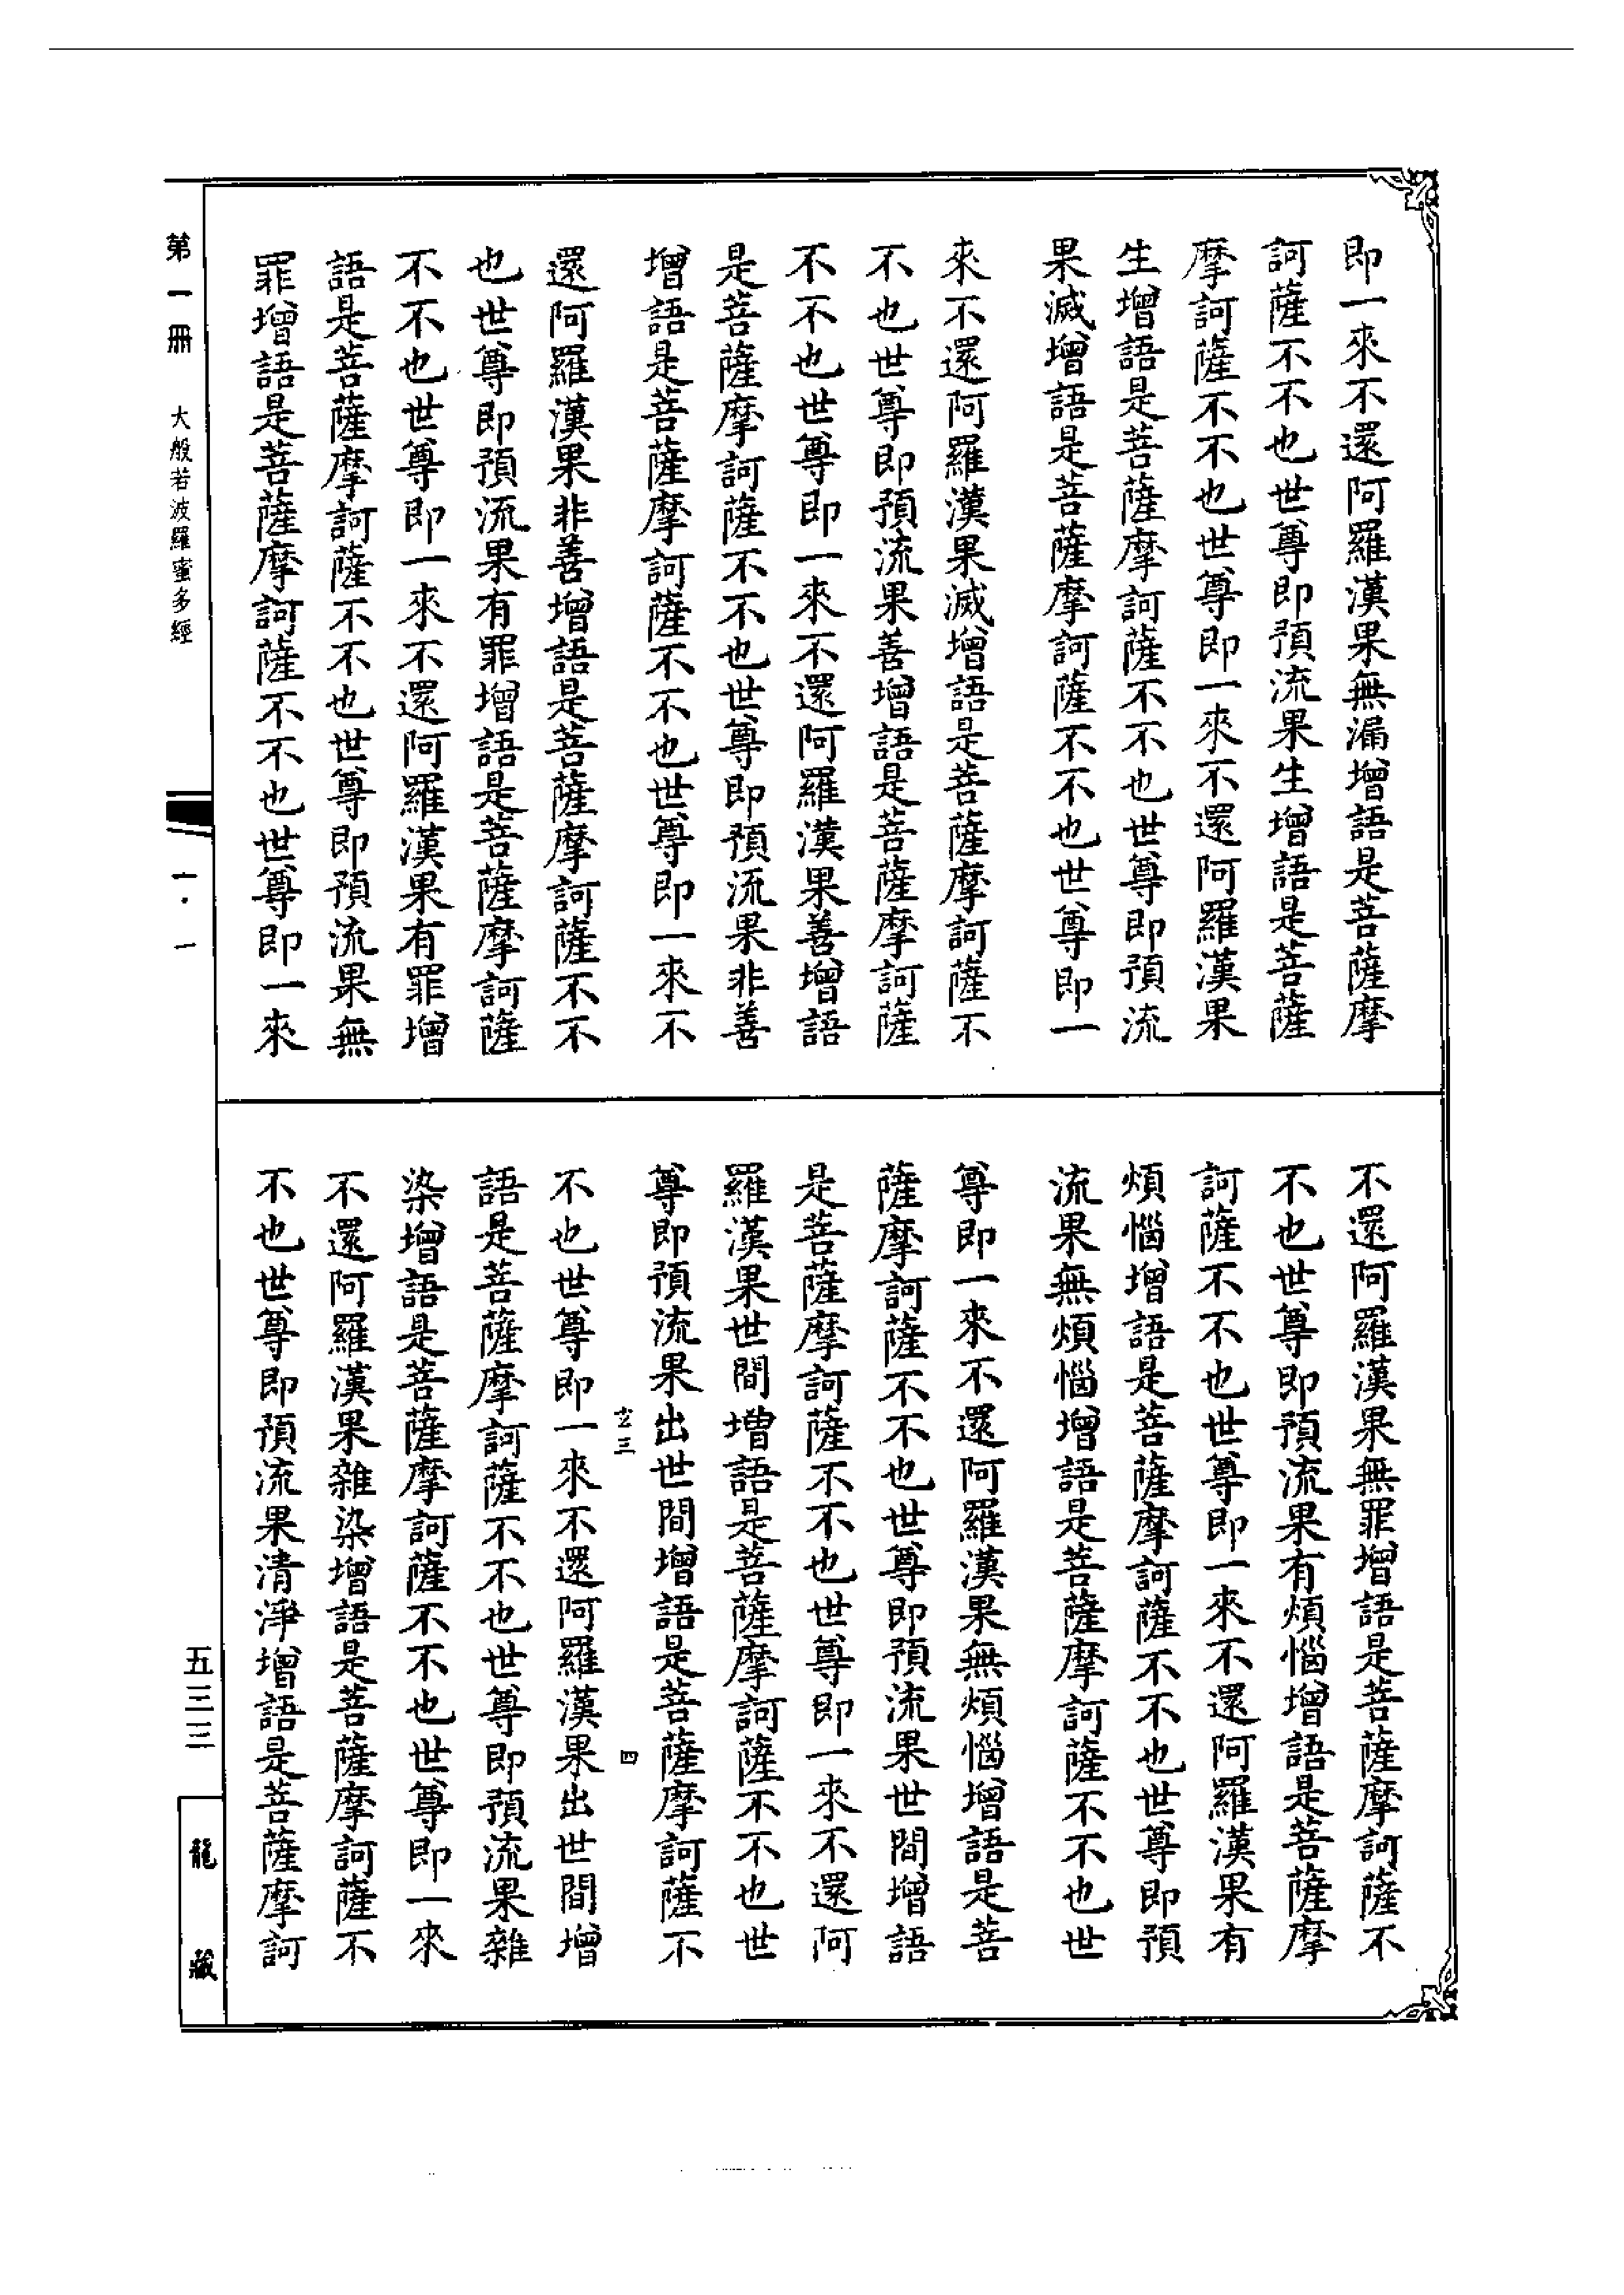 即一來不還阿羅漢果無漏增語是菩薩摩
訶薩不不也世尊即預流果生增語是菩薩
摩訶薩不不也世尊即一來不還阿羅漢果
生增語是菩薩摩訶薩不不也世尊即預流
果滅增語是菩薩摩訶薩不不也世尊即一
來不還阿羅漢果滅增語是菩薩摩訶薩不
不也世尊即預流果善增語是菩薩摩訶薩
不不也世尊即一來不還阿羅漢果善增語
是菩薩摩訶薩不不也世尊即預流果非善
增語是菩薩摩訶薩不不也世尊即一來不
還阿羅漢果非善增語是菩薩摩訶薩不不
也世尊即預流果有罪增語是菩薩摩訶薩
不不也世尊即一來不還阿羅漢果有罪增
語是菩薩摩訶薩不不也世尊即預流果無
罪增語是菩薩摩訶薩不不也世尊即一來
不還阿羅漢果無罪增語是菩薩摩訶薩不
不也世尊即預流果有煩惱增語是菩薩摩
訶薩不不也世尊即一來不還阿羅漢果有
煩惱增語是菩薩摩訶薩不不也世尊即預
流果無煩惱增語是菩薩摩訶薩不不也世
尊即一來不還阿羅漢果無煩惱增語是菩
薩摩訶薩不不也世尊即預流果世間增語
是菩薩摩訶薩不不也世尊即一來不還阿
羅漢果世間增語是菩薩摩訶薩不不也世
尊即預流果出世間增語是菩薩摩訶薩不
三 四
不也世尊即一來不還阿羅漢果出世間增
語是菩薩摩訶薩不不也世尊即預流果雜
染增語是菩薩摩訶薩不不也世尊即一來
不還阿羅漢果雜染增語是菩薩摩訶薩不
不也世尊即預流果清淨增語是菩薩摩訶
第一冊 大般若波羅蜜多經
一·一
五三三
龍藏